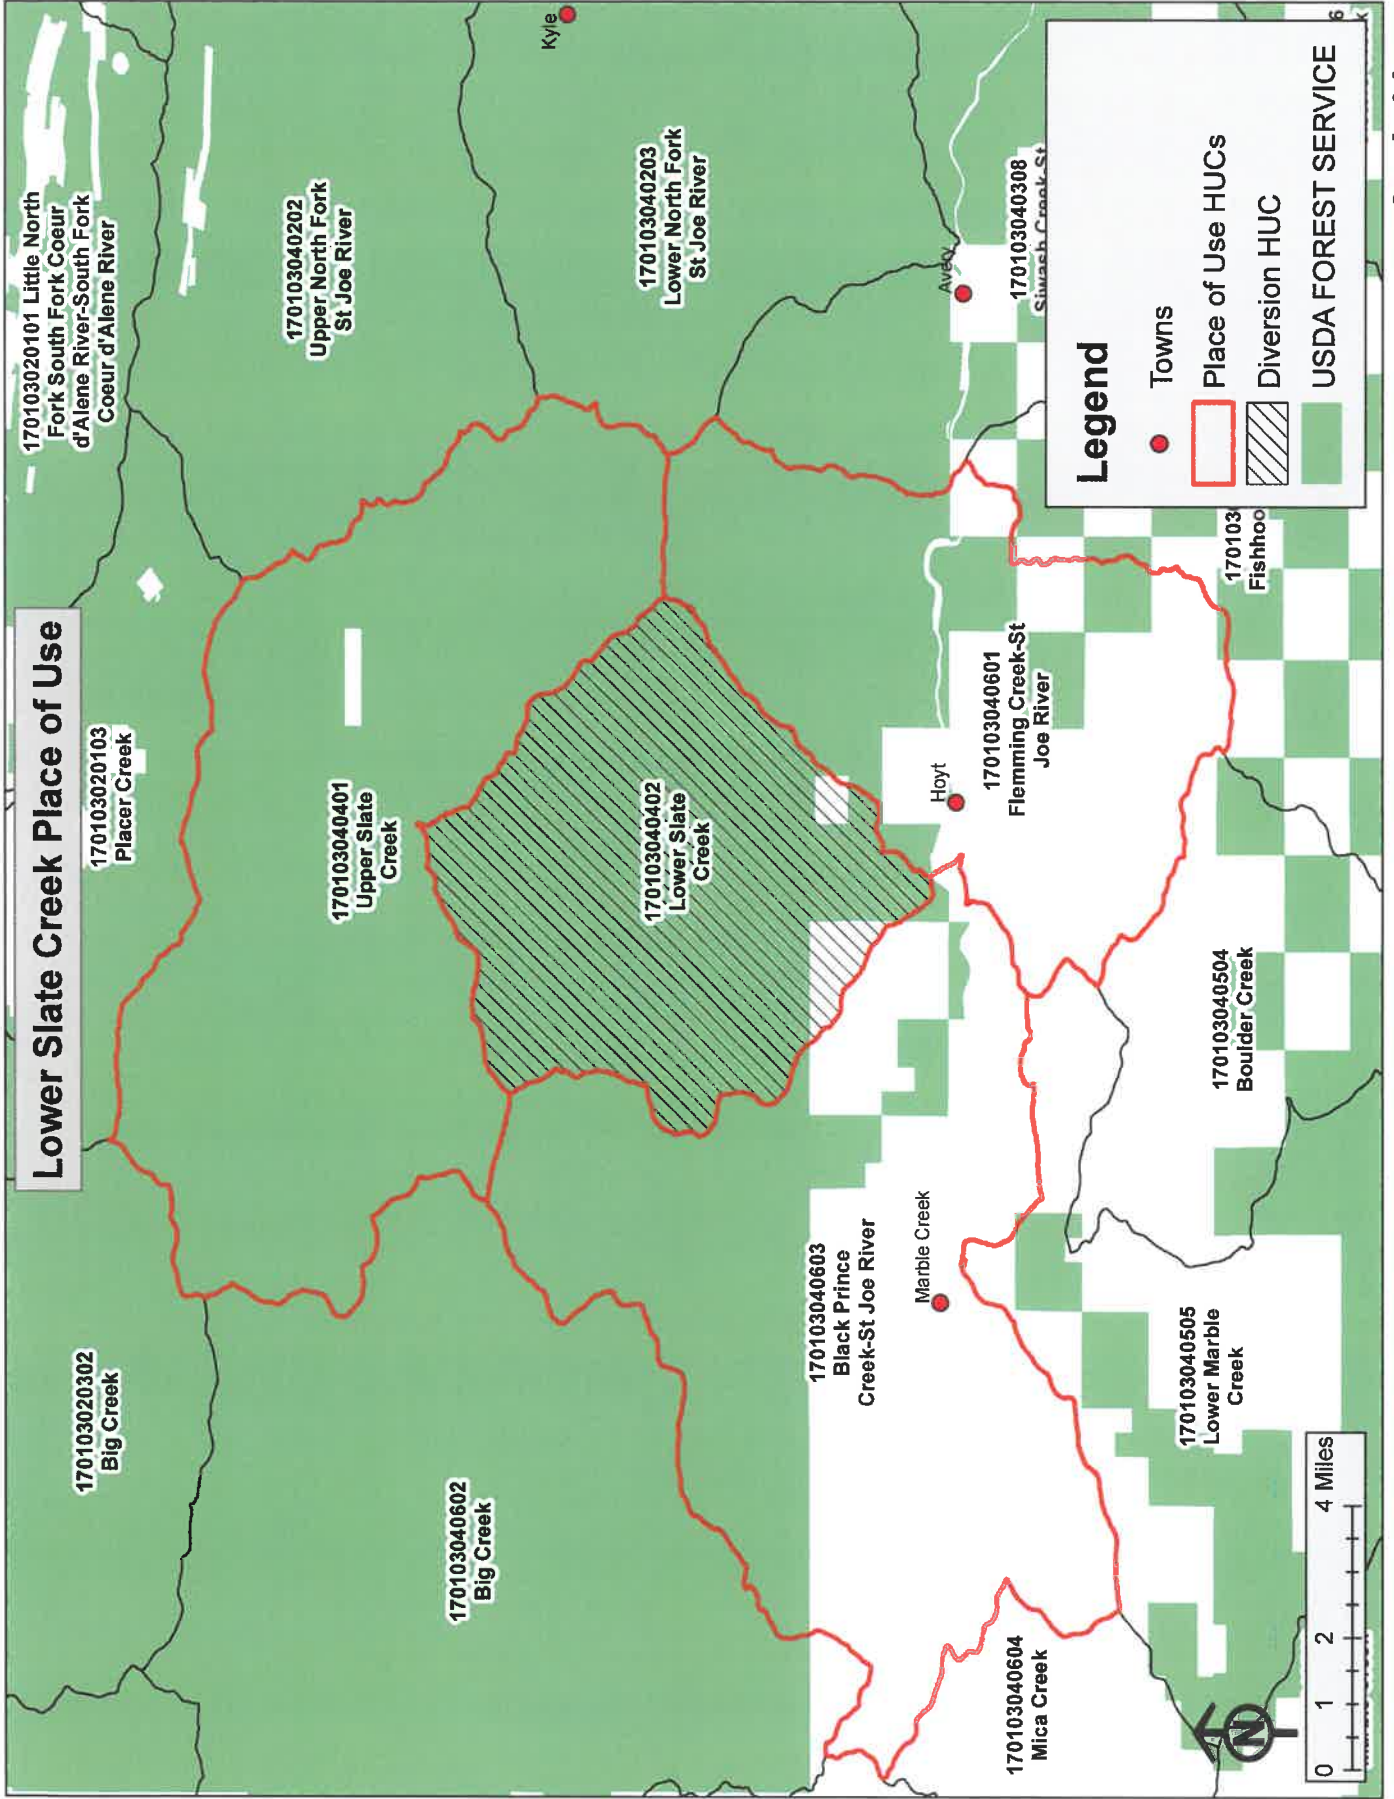 Lower Slate Creek Place of Use
170103020302
Big Creek
170103020103
Placer Creek
170103020101 Little North
Fork South Fork Coeur
d'Alene River-South Fork
Coeur d'Alene River
170103040202
Upper North Fork
St Joe River
Kyle
170103040401
Upper Slate
Creek
170103040602
Big Creek
170103040402
Lower Slate
Creek
170103040203
Lower North Fork
St Joe River
170103040603
Black Prince
Creek-St Joe River
Marble Creek
Hoyt
170103040601
Flemming Creek-St
Joe River
Avery
170103040308
Siwash Creek-St
170103040604
Mica Creek
170103040505
Lower Marble
Creek
170103040504
Boulder Creek
Legend
Towns
Place of Use HUCs
Diversion HUC
USDA FOREST SERVICE
N
0 1 2 4 Miles